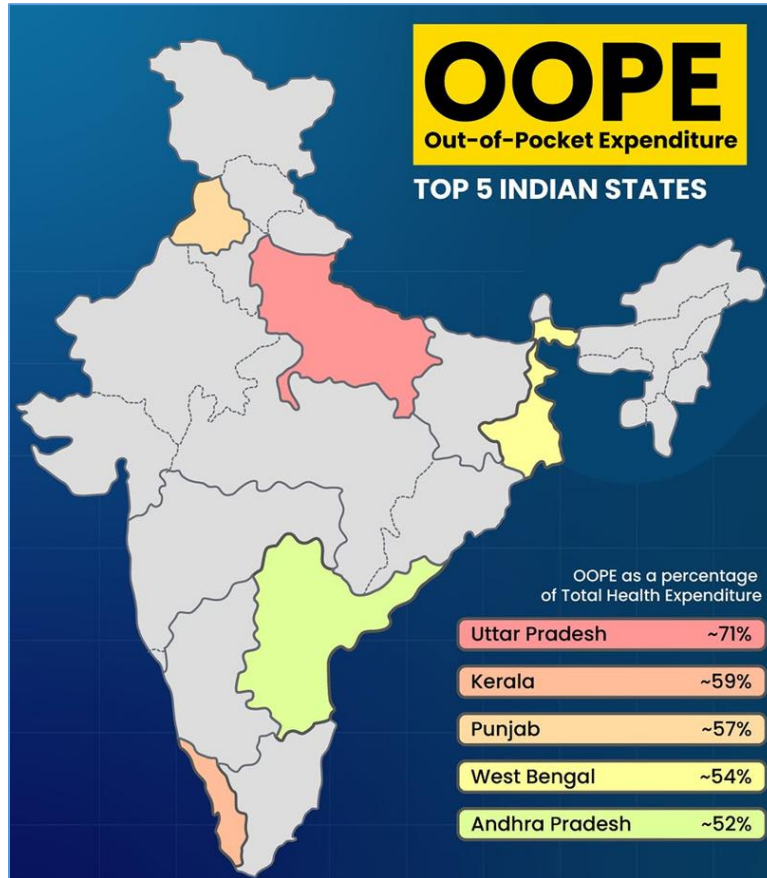 OOPE
Out-of-Pocket Expenditure
TOP 5 INDIAN STATES
OOPE as a percentage
of Total Health Expenditure
Uttar Pradesh ~71%
Kerala ~59%
Punjab ~57%
West Bengal ~54%
Andhra Pradesh ~52%